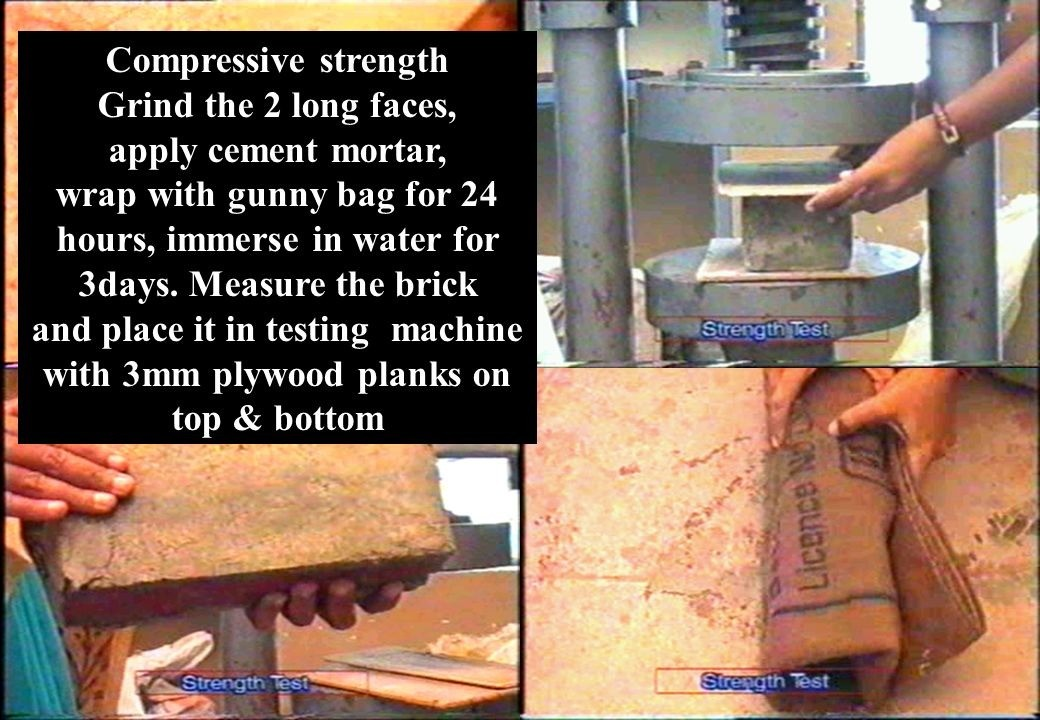 Compressive strength
Grind the 2 long faces,
apply cement mortar,
wrap with gunny bag for 24
hours, immerse in water for
3days. Measure the brick
and place it in testing machine
with 3mm plywood planks on
top & bottom
Strength Test
Strength Test
Licence No
Strength Test